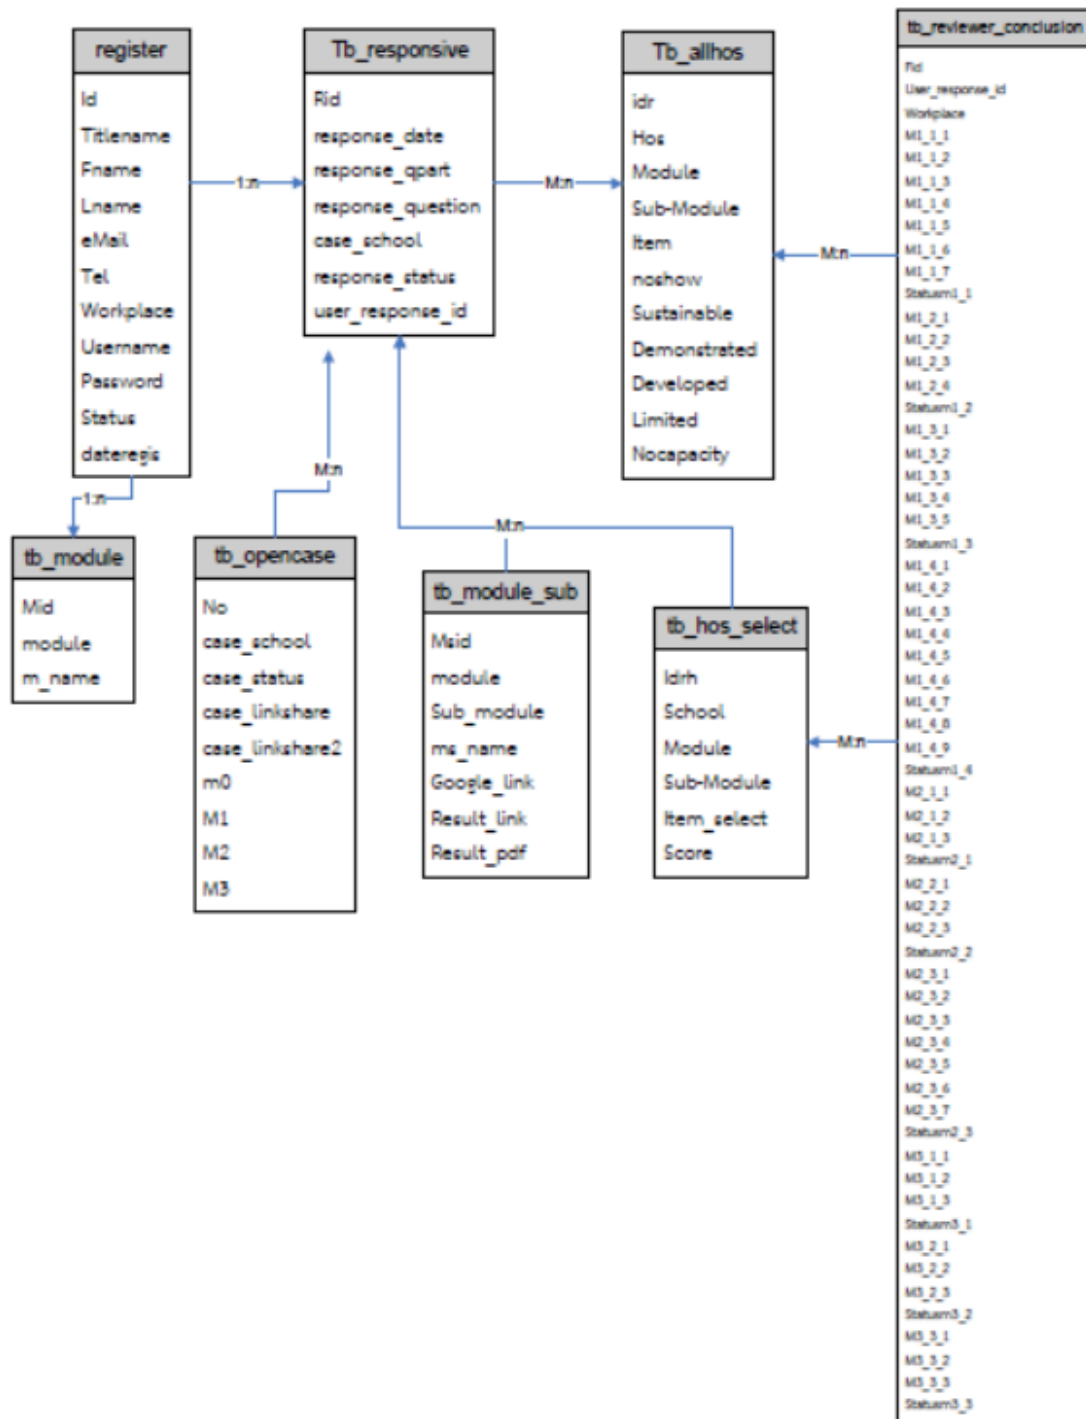 register
Id
Titlename
Fname
Lname
eMail
Tel
Workplace
Username
Password
Status
dateregis
1:n
Tb_responsive
Rid
response_date
response_qpart
response_question
case_school
response_status
user_response_id
M:n
Tb_allhos
idr
Hos
Module
Sub-Module
Item
noshow
Sustainable
Demonstrated
Developed
Limited
Nocapacity
M:n
1:n
tb_module
Mid
module
m_name
M:n
tb_opencase
No
case_school
case_status
case_linkshare
case_linkshare2
m0
M1
M2
M3
M:n
tb_module_sub
Msid
module
Sub_module
ms_name
Google_link
Result_link
Result_pdf
tb_hos_select
Idrh
School
Module
Sub-Module
Item_select
Score
M:n
tb_reviewer_conclusion
Rid
User_response_id
Workplace
M1_1_1
M1_1_2
M1_1_3
M1_1_4
M1_1_5
M1_1_6
M1_1_7
Statusm1_1
M1_2_1
M1_2_2
M1_2_3
M1_2_4
Statusm1_2
M1_3_1
M1_3_2
M1_3_3
M1_3_4
M1_3_5
Statusm1_3
M1_4_1
M1_4_2
M1_4_3
M1_4_4
M1_4_5
M1_4_6
M1_4_7
M1_4_8
M1_4_9
Statusm1_4
M2_1_1
M2_1_2
M2_1_3
Statusm2_1
M2_2_1
M2_2_2
M2_2_3
Statusm2_2
M2_3_1
M2_3_2
M2_3_3
M2_3_4
M2_3_5
M2_3_6
M2_3_7
Statusm2_3
M3_1_1
M3_1_2
M3_1_3
Statusm3_1
M3_2_1
M3_2_2
M3_2_3
Statusm3_2
M3_3_1
M3_3_2
M3_3_3
Statusm3_3